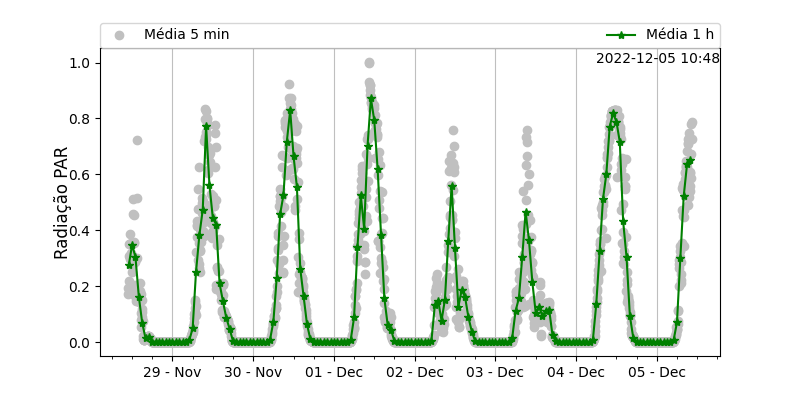 Média 5 min
Média 1 h
2022-12-05 10:48
Radiação PAR
1.0
0.8
0.6
0.4
0.2
0.0
29 - Nov
30 - Nov
01 - Dec
02 - Dec
03 - Dec
04 - Dec
05 - Dec